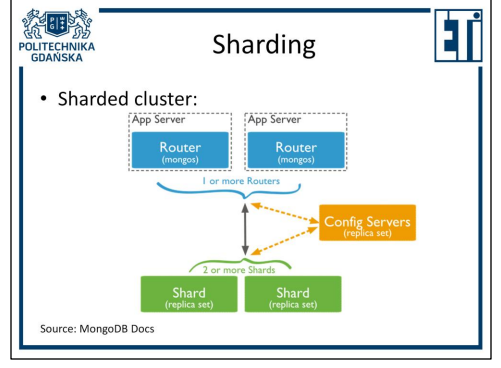 POLITECHNIKA
GDAŃSKA
Sharding
• Sharded cluster:
App Server
App Server
Router
(mongos)
Router
(mongos)
1 or more Routers
Config Servers
(replica set)
2 or more Shards
Shard
(replica set)
Shard
(replica set)
Source: MongoDB Docs